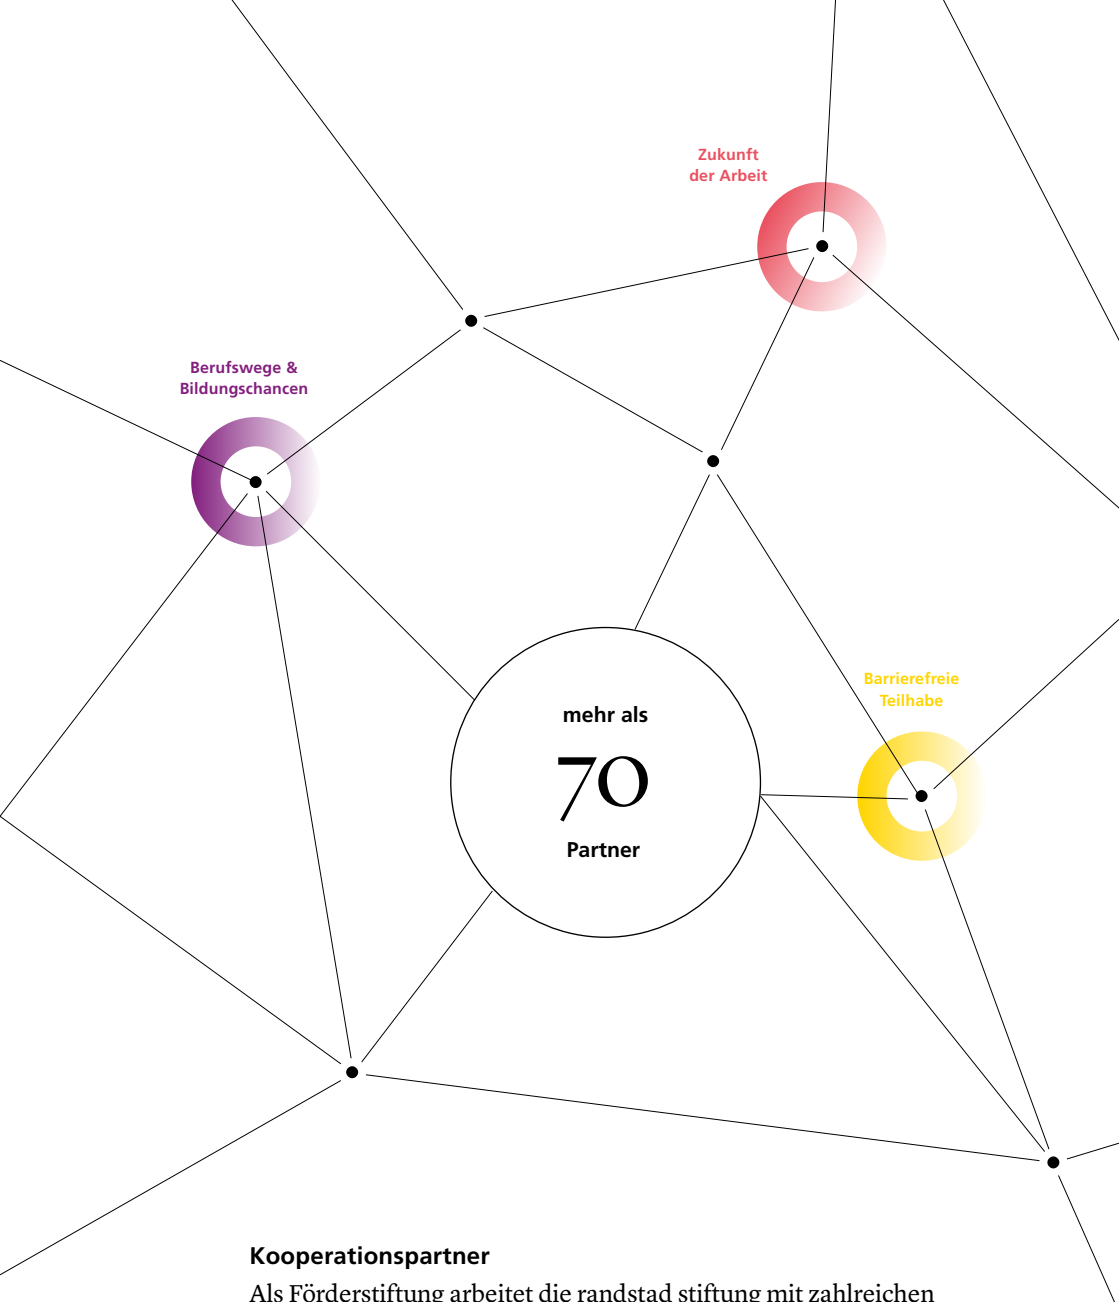 Zukunft
der Arbeit
Berufswege &
Bildungschancen
Barrierefreie
Teilhabe
mehr als
70
Partner
Kooperationspartner
Als Förderstiftung arbeitet die randstad stiftung mit zahlreichen